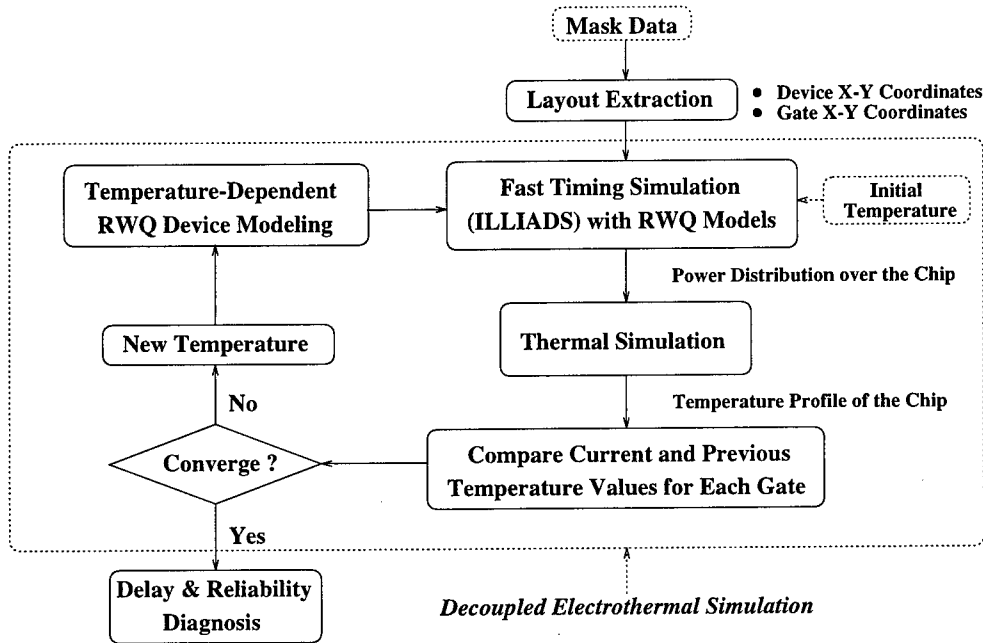 Mask Data
Layout Extraction
• Device X-Y Coordinates
• Gate X-Y Coordinates
Temperature-Dependent
RWQ Device Modeling
Fast Timing Simulation
(ILLIADS) with RWQ Models
Initial
Temperature
Power Distribution over the Chip
New Temperature
Thermal Simulation
No
Temperature Profile of the Chip
Converge ?
Compare Current and Previous
Temperature Values for Each Gate
Yes
Delay & Reliability
Diagnosis
Decoupled Electrothermal Simulation